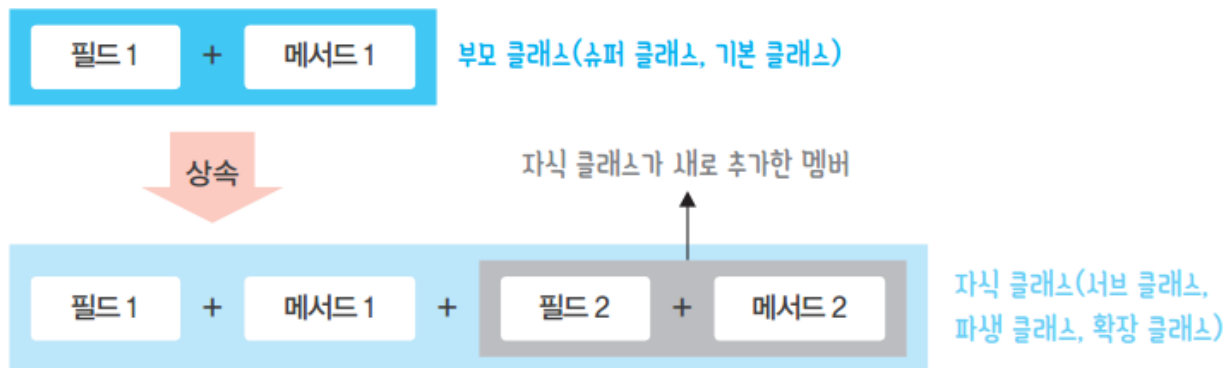 필드 1 + 메서드 1 부모 클래스(슈퍼 클래스, 기본 클래스)
상속
자식 클래스가 새로 추가한 멤버
필드 1 + 메서드 1 + 필드 2 + 메서드 2
자식 클래스(서브 클래스,
파생 클래스, 확장 클래스)